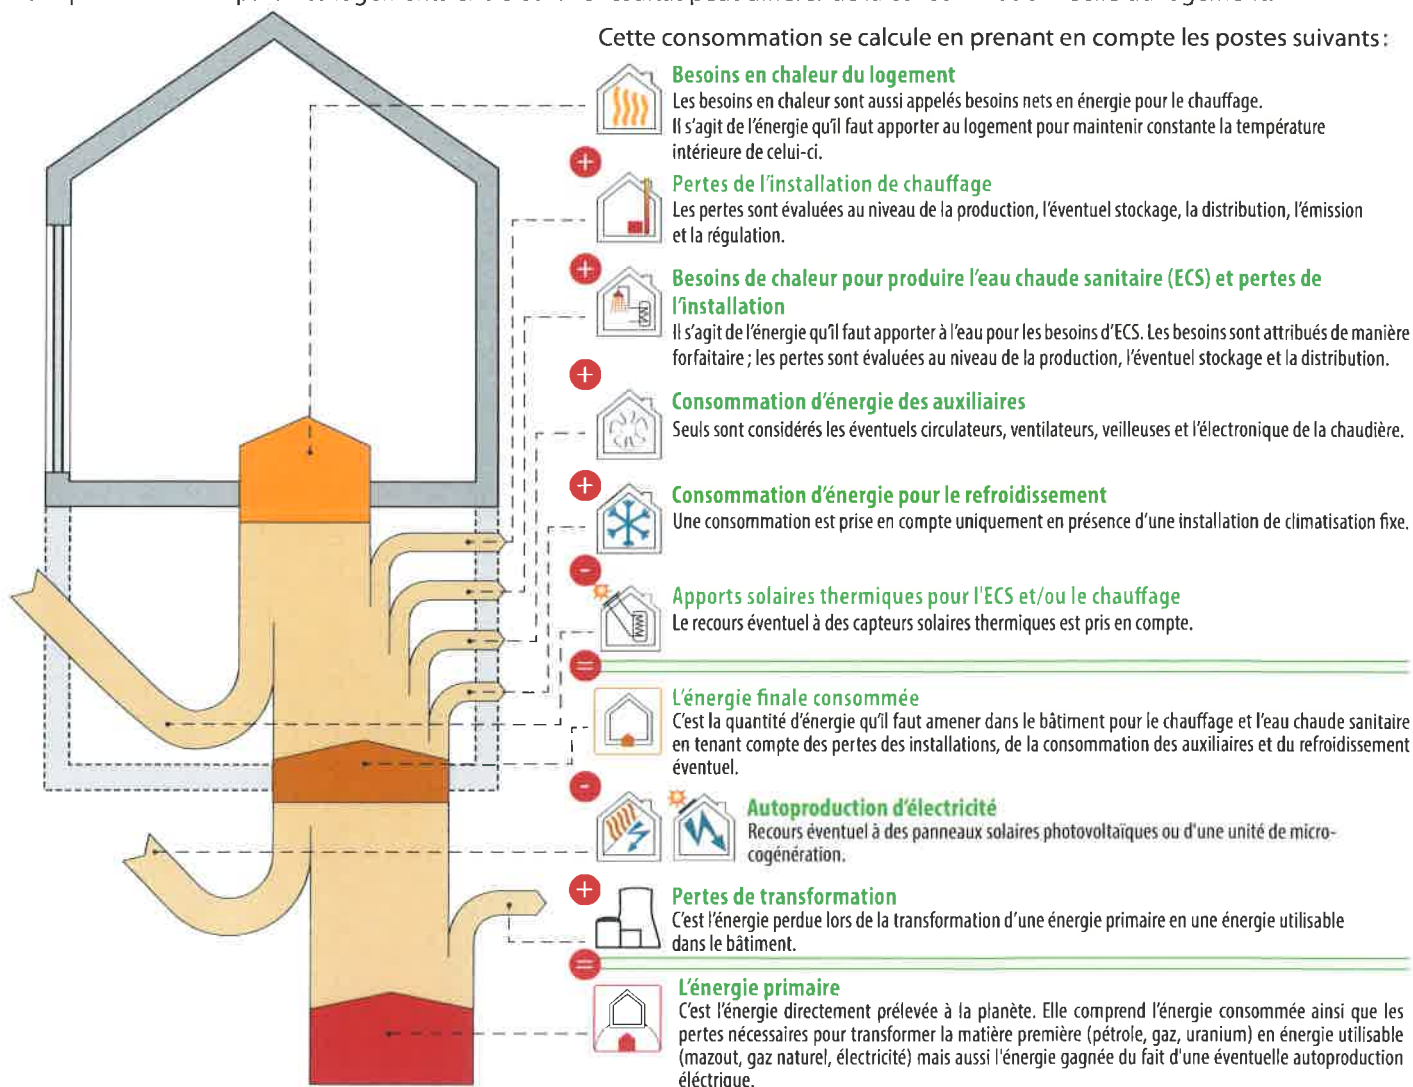 Cette consommation se calcule en prenant en compte les postes suivants :
Besoins en chaleur du logement
Les besoins en chaleur sont aussi appelés besoins nets en énergie pour le chauffage.
Il s'agit de l'énergie qu'il faut apporter au logement pour maintenir constante la température
intérieure de celui-ci.
+
Pertes de l'installation de chauffage
Les pertes sont évaluées au niveau de la production, l'éventuel stockage, la distribution, l'émission
et la régulation.
+
Besoins de chaleur pour produire l'eau chaude sanitaire (ECS) et pertes de
l'installation
Il s'agit de l'énergie qu'il faut apporter à l'eau pour les besoins d'ECS. Les besoins sont attribués de manière
forfaitaire ; les pertes sont évaluées au niveau de la production, l'éventuel stockage et la distribution.
+
Consommation d'énergie des auxiliaires
Seuls sont considérés les éventuels circulateurs, ventilateurs, veilleuses et l'électronique de la chaudière.
+
Consommation d'énergie pour le refroidissement
Une consommation est prise en compte uniquement en présence d'une installation de climatisation fixe.
-
Apports solaires thermiques pour l'ECS et/ou le chauffage
Le recours éventuel à des capteurs solaires thermiques est pris en compte.
=
L'énergie finale consommée
C'est la quantité d'énergie qu'il faut amener dans le bâtiment pour le chauffage et l'eau chaude sanitaire
en tenant compte des pertes des installations, de la consommation des auxiliaires et du refroidissement
éventuel.
-
Autoproduction d'électricité
Recours éventuel à des panneaux solaires photovoltaïques ou d'une unité de micro-
cogénération.
+
Pertes de transformation
C'est l'énergie perdue lors de la transformation d'une énergie primaire en une énergie utilisable
dans le bâtiment.
=
L'énergie primaire
C'est l'énergie directement prélevée à la planète. Elle comprend l'énergie consommée ainsi que les
pertes nécessaires pour transformer la matière première (pétrole, gaz, uranium) en énergie utilisable
(mazout, gaz naturel, électricité) mais aussi l'énergie gagnée du fait d'une éventuelle autoproduction
éléctrique.